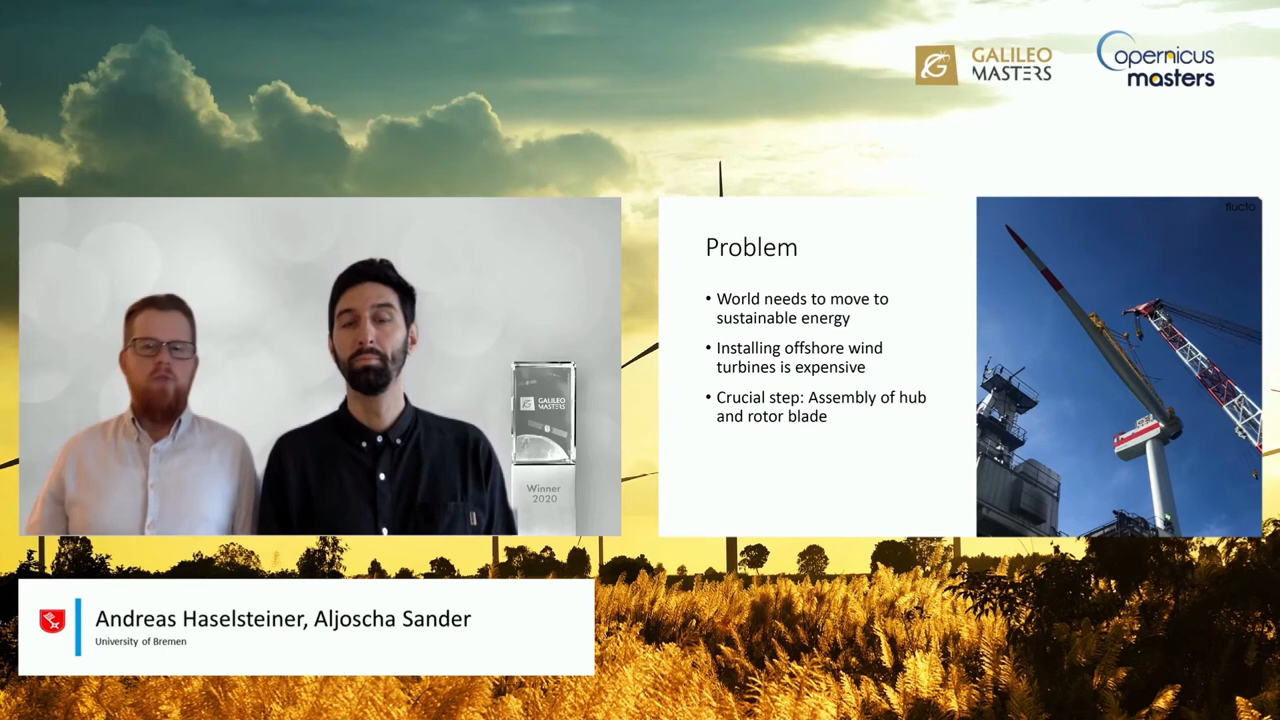 GALILEO
MASTERS
Copernicus
masters
flucto
Problem
• World needs to move to
sustainable energy
• Installing offshore wind
turbines is expensive
• Crucial step: Assembly of hub
and rotor blade
GALILEO
MASTERS
Winner
2020
Andreas Haselsteiner, Aljoscha Sander
University of Bremen